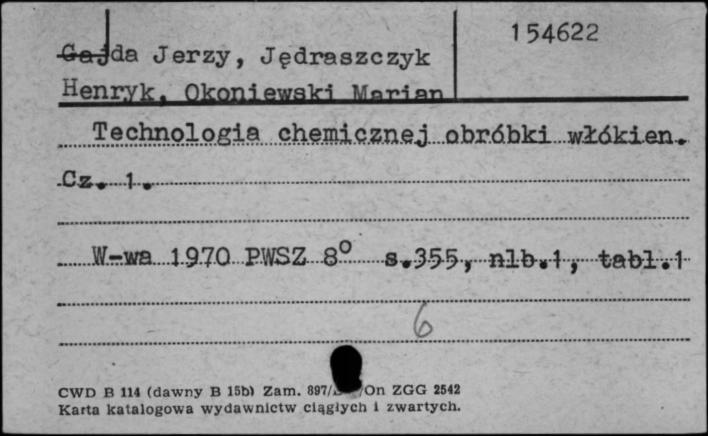 154622
Gajda Jerzy, Jędraszczyk
Henryk, Okoniewski Marian
Technologia chemicznej obróbki włókien.
Cz. 1.
W-wa 1970 PWSZ 8° s.355, nlb.1, tabl.1
6
CWD B 114 (dawny B 15b) Zam. 897/ /On ZGG 2542
Karta katalogowa wydawnictw ciągłych i zwartych.